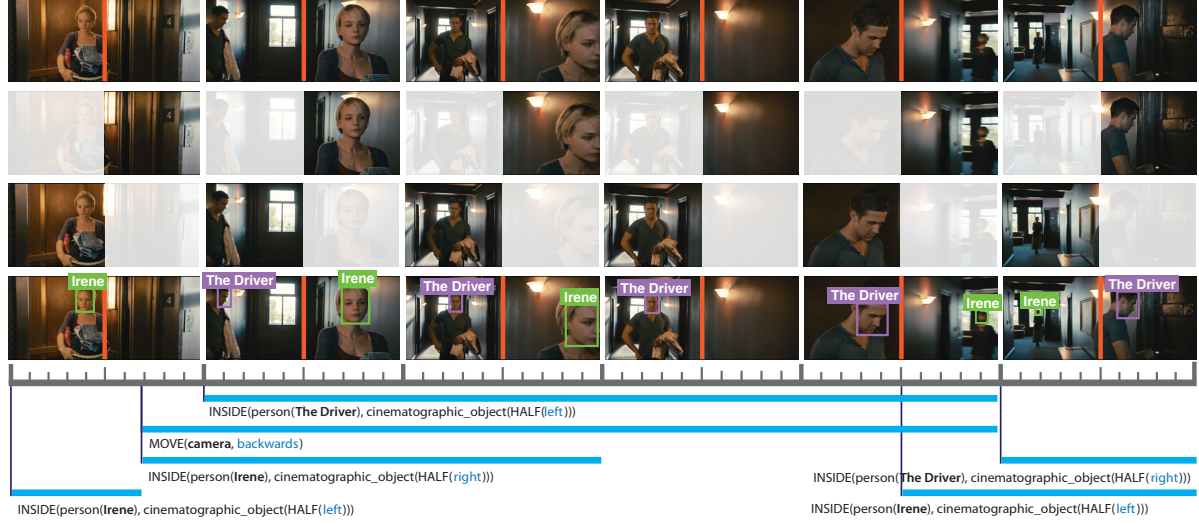 Irene
The Driver
Irene
The Driver
Irene
The Driver
The Driver
Irene
Irene
The Driver
INSIDE(person(The Driver), cinematographic_object(HALF(left)))
MOVE(camera, backwards)
INSIDE(person(Irene), cinematographic_object(HALF(right)))
INSIDE(person(The Driver), cinematographic_object(HALF(right)))
INSIDE(person(Irene), cinematographic_object(HALF(left)))
INSIDE(person(Irene), cinematographic_object(HALF(left)))